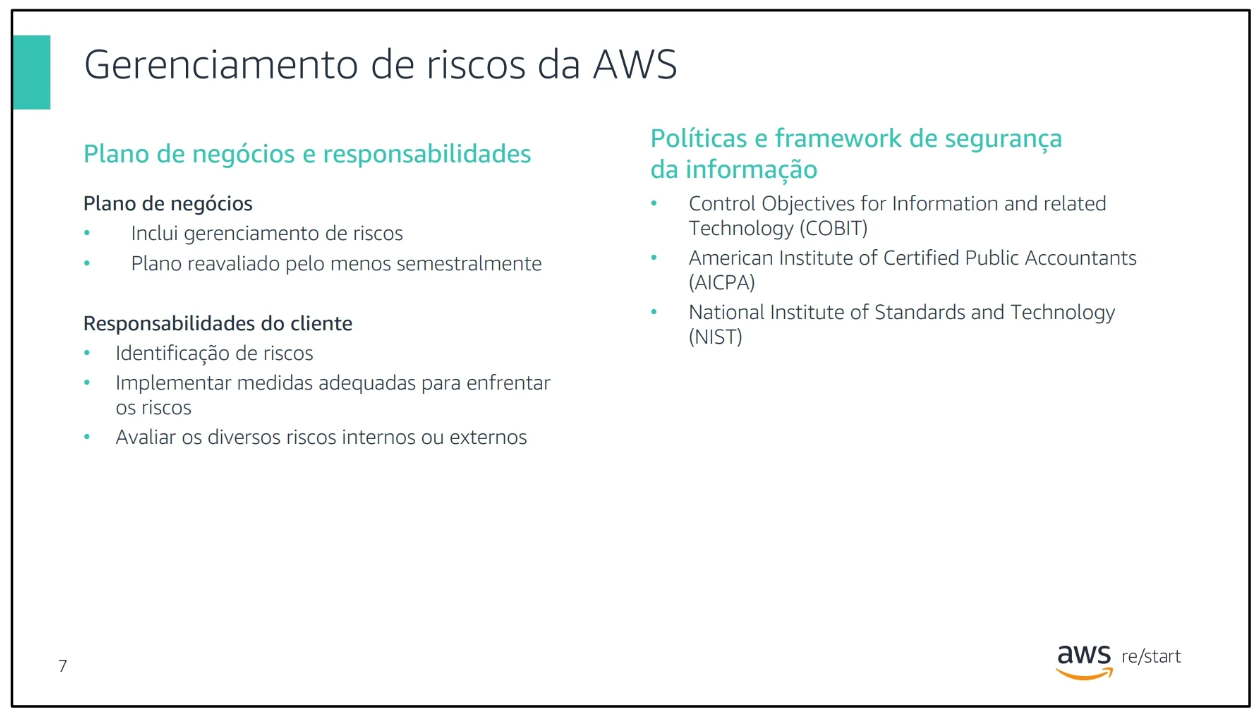 Gerenciamento de riscos da AWS
Plano de negócios e responsabilidades
Plano de negócios
• Inclui gerenciamento de riscos
• Plano reavaliado pelo menos semestralmente
Responsabilidades do cliente
• Identificação de riscos
• Implementar medidas adequadas para enfrentar
os riscos
• Avaliar os diversos riscos internos ou externos
Políticas e framework de segurança
da informação
• Control Objectives for Information and related
Technology (COBIT)
• American Institute of Certified Public Accountants
(AICPA)
• National Institute of Standards and Technology
(NIST)
7
aws re/start